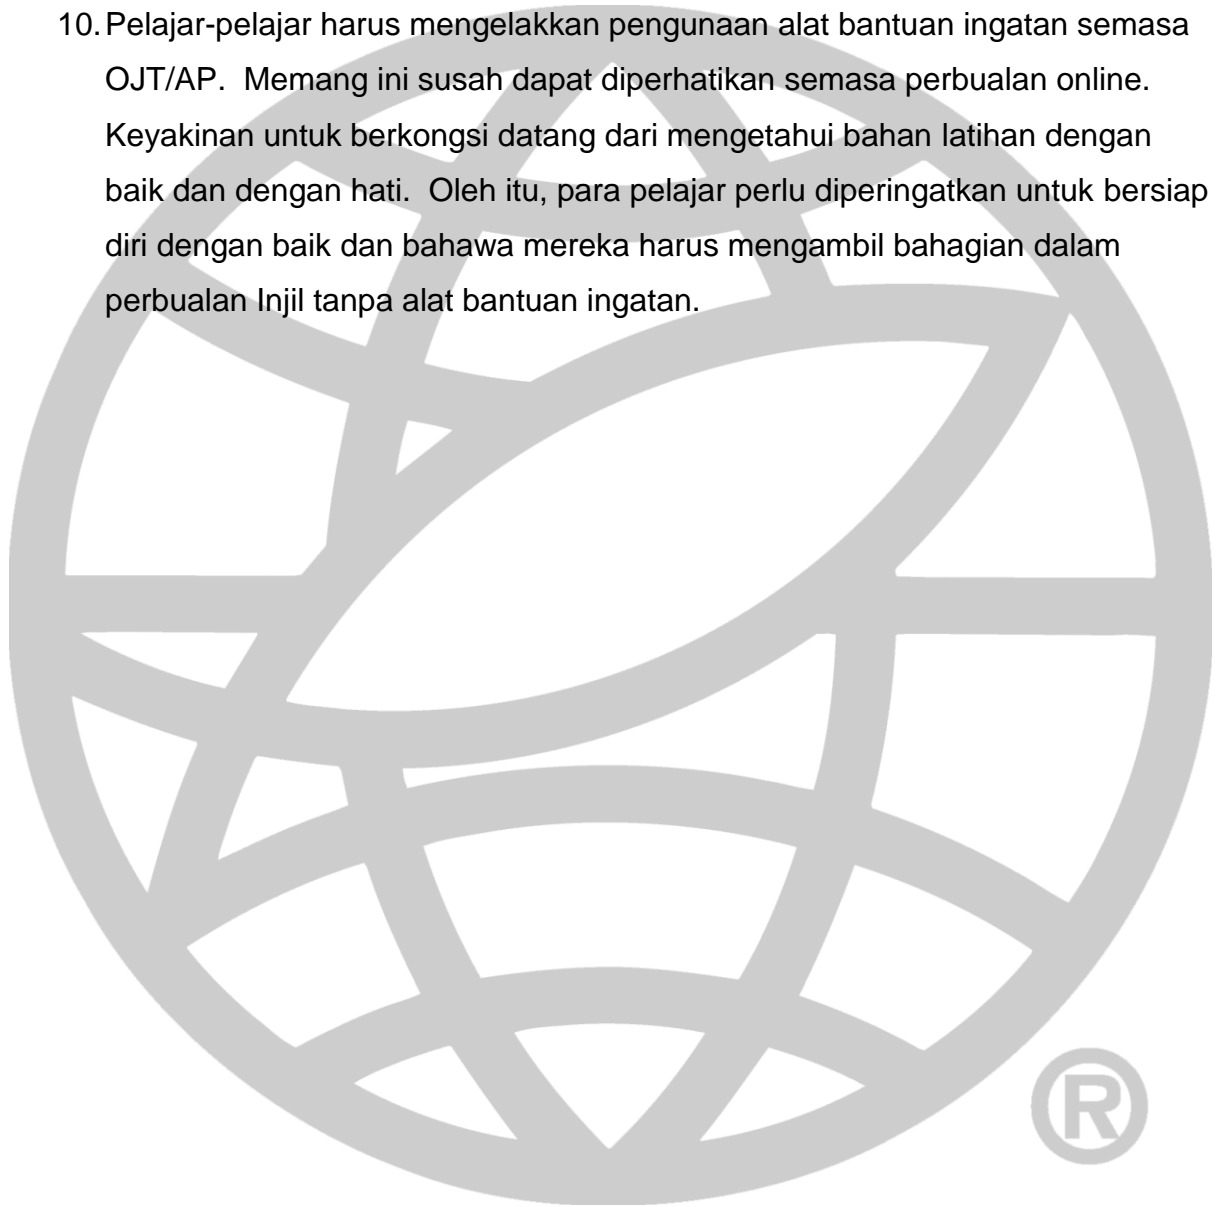 10. Pelajar-pelajar harus mengelakkan pengunaan alat bantuan ingatan semasa
OJT/AP. Memang ini susah dapat diperhatikan semasa perbualan online.
Keyakinan untuk berkongsi datang dari mengetahui bahan latihan dengan
baik dan dengan hati. Oleh itu, para pelajar perlu diperingatkan untuk bersiap
diri dengan baik dan bahawa mereka harus mengambil bahagian dalam
perbualan Injil tanpa alat bantuan ingatan.
®